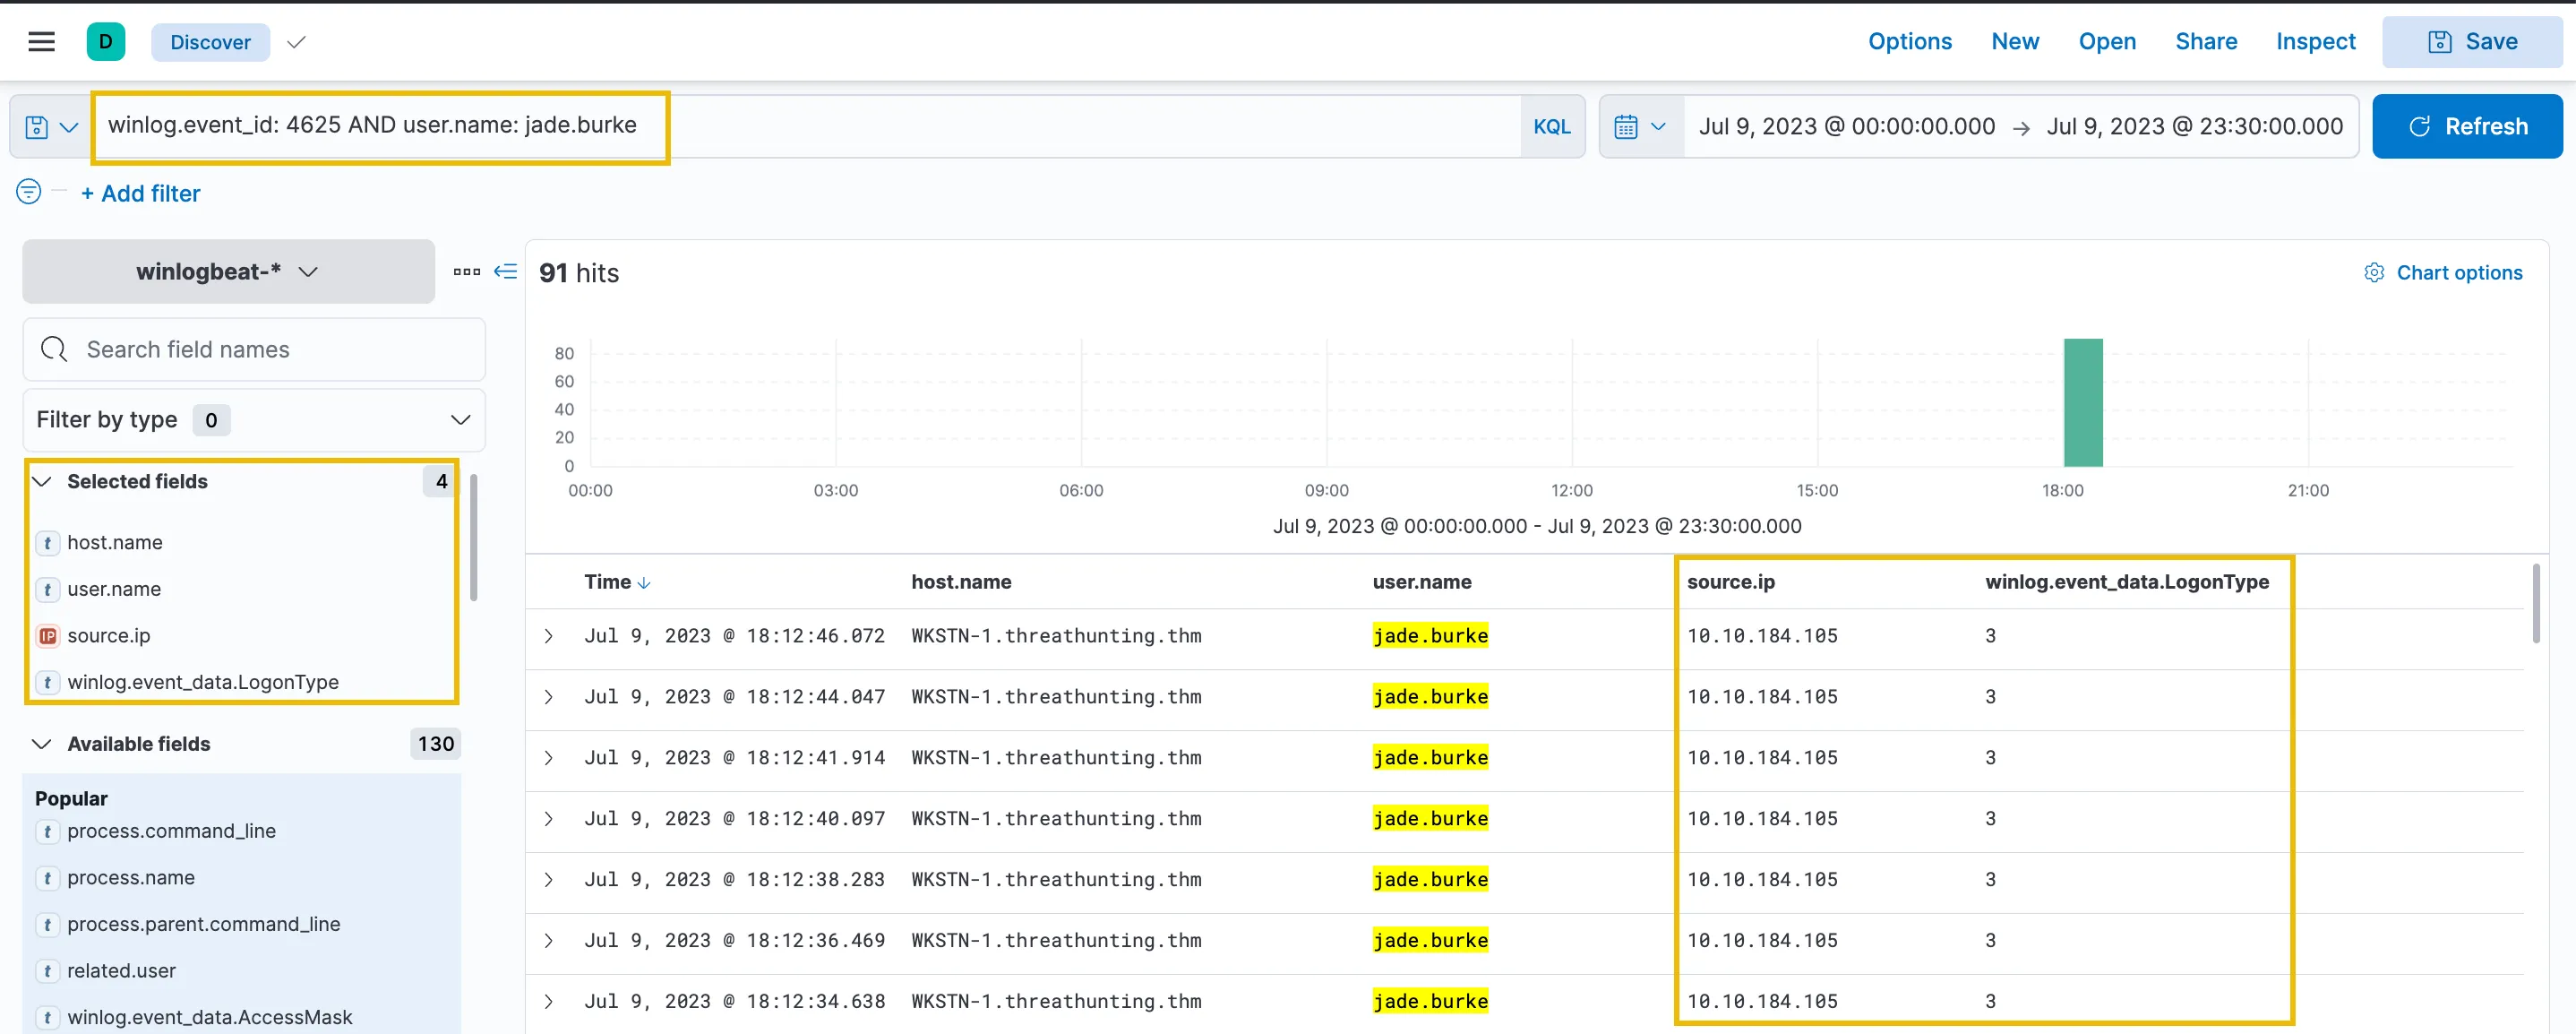 D Discover Options New Open Share Inspect Save
winlog.event_id: 4625 AND user.name: jade.burke KQL Jul 9, 2023 @ 00:00:00.000 → Jul 9, 2023 @ 23:30:00.000 Refresh
+ Add filter
winlogbeat-*
Search field names
Filter by type 0
Selected fields 4
t host.name
t user.name
IP source.ip
t winlog.event_data.LogonType
Available fields 130
Popular
t process.command_line
t process.name
t process.parent.command_line
t related.user
t winlog.event_data.AccessMask
91 hits Chart options
80
60
40
20
0
00:00 03:00 06:00 09:00 12:00 15:00 18:00 21:00
Jul 9, 2023 @ 00:00:00.000 - Jul 9, 2023 @ 23:30:00.000
Time ↓ host.name user.name source.ip winlog.event_data.LogonType
Jul 9, 2023 @ 18:12:46.072 WKSTN-1.threathunting.thm jade.burke 10.10.184.105 3
Jul 9, 2023 @ 18:12:44.047 WKSTN-1.threathunting.thm jade.burke 10.10.184.105 3
Jul 9, 2023 @ 18:12:41.914 WKSTN-1.threathunting.thm jade.burke 10.10.184.105 3
Jul 9, 2023 @ 18:12:40.097 WKSTN-1.threathunting.thm jade.burke 10.10.184.105 3
Jul 9, 2023 @ 18:12:38.283 WKSTN-1.threathunting.thm jade.burke 10.10.184.105 3
Jul 9, 2023 @ 18:12:36.469 WKSTN-1.threathunting.thm jade.burke 10.10.184.105 3
Jul 9, 2023 @ 18:12:34.638 WKSTN-1.threathunting.thm jade.burke 10.10.184.105 3